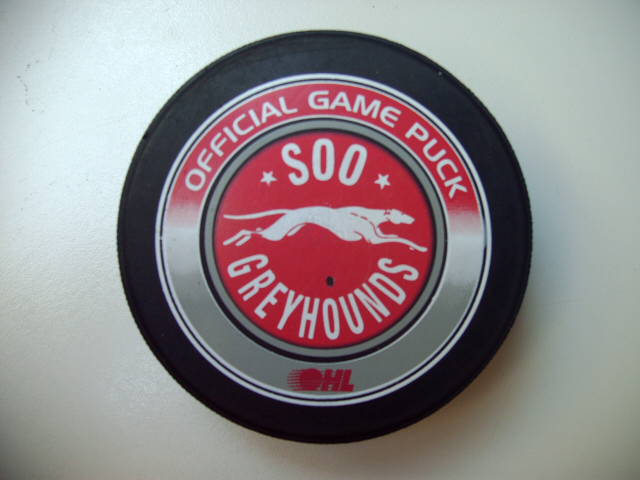 OFFICIAL GAME PUCK
SOO
GREYHOUNDS
OHL